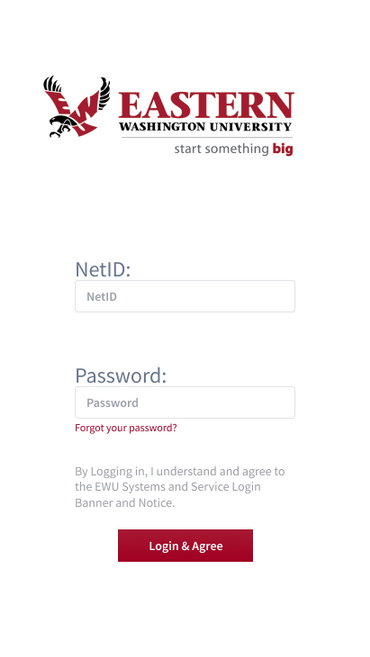 EWU
EASTERN
WASHINGTON UNIVERSITY
start something big
NetID:
NetID
Password:
Password
Forgot your password?
By Logging in, I understand and agree to
the EWU Systems and Service Login
Banner and Notice.
Login & Agree